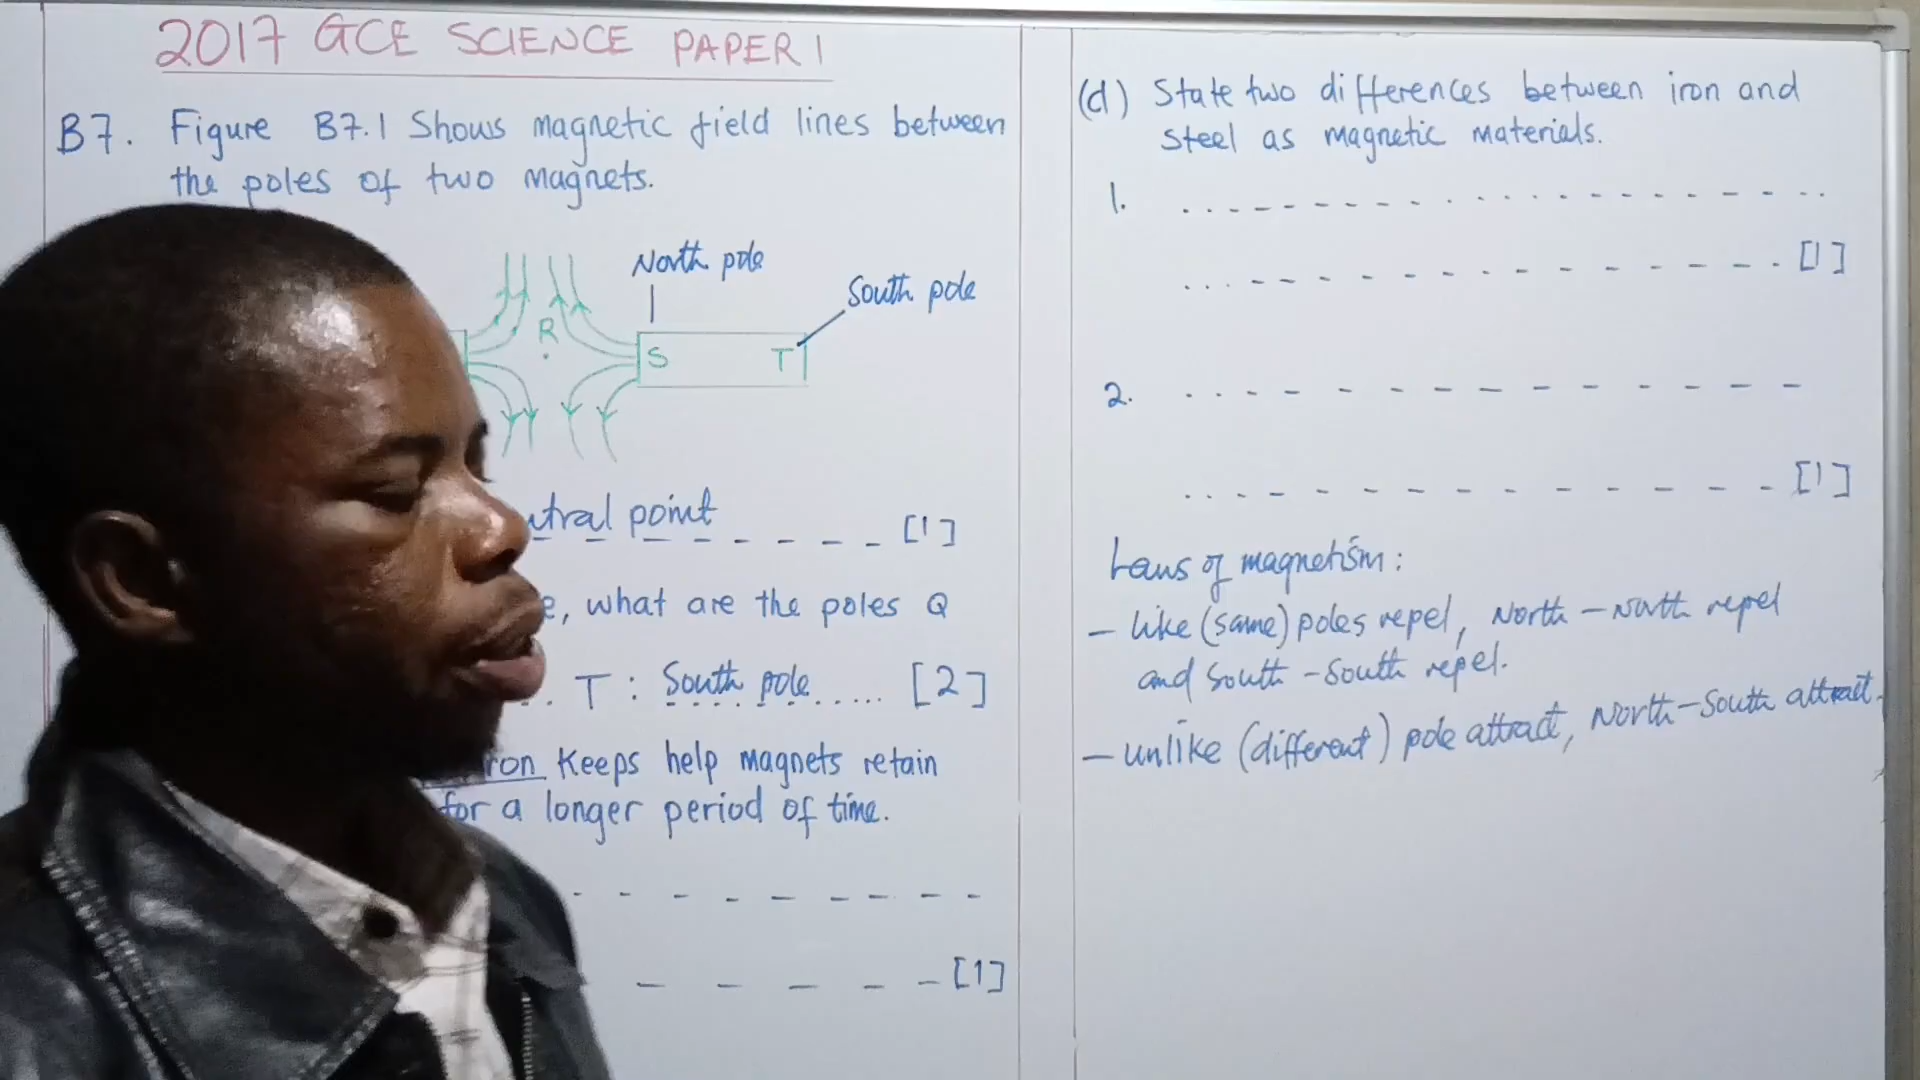 2017 GCE SCIENCE PAPER 1
B7. Figure B7.1 Shows magnetic field lines between
the poles of two magnets.
North pole
South pole
R
S T
point [1]
what are the poles Q
T : South pole [2]
Keeps help magnets retain
for a longer period of time.
[1]
(d) State two differences between iron and
steel as magnetic materials.
1.
[1]
2.
[1]
Laws of magnetism :
- like (same) poles repel, North - North repel
and South - South repel.
- unlike (different) pole attract, North - South attract.